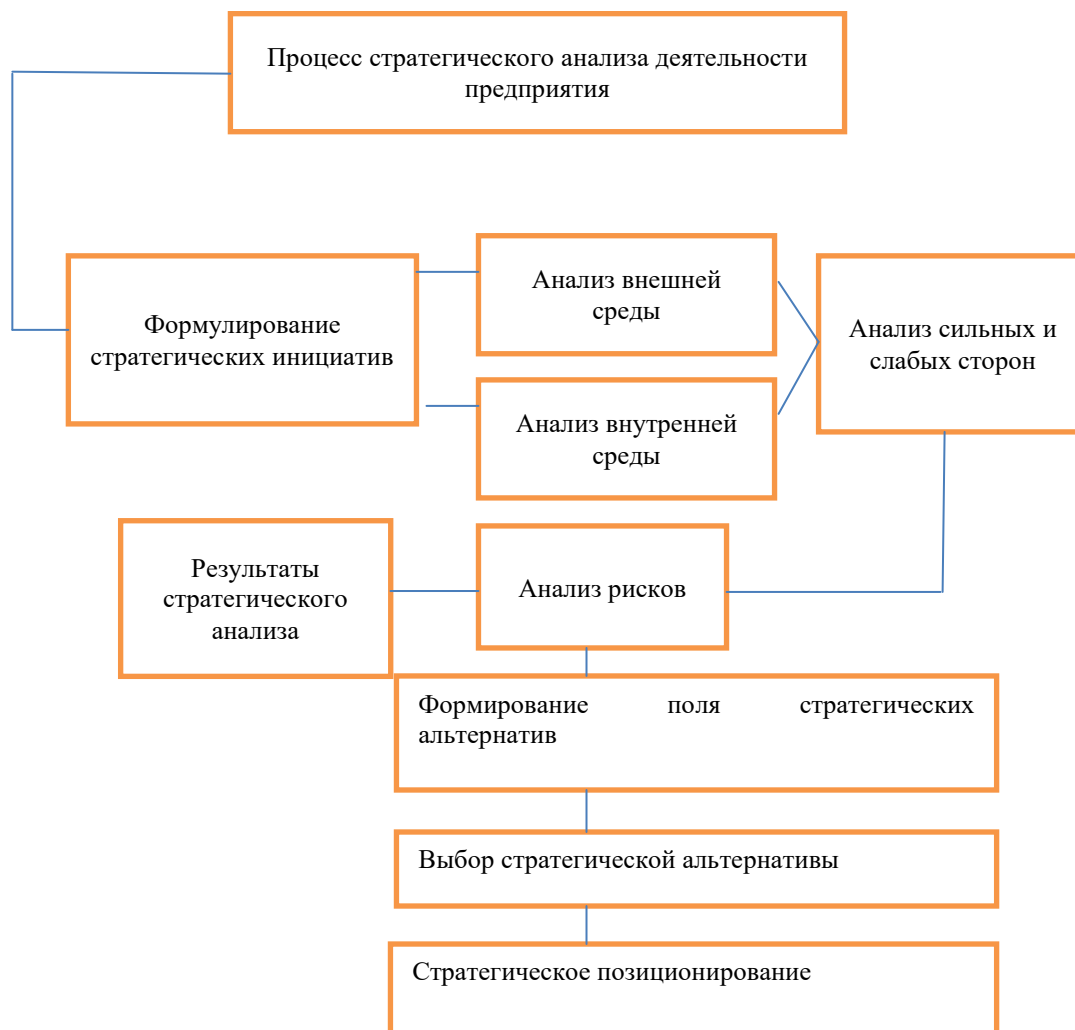 Процесс стратегического анализа деятельности
предприятия
Формулирование
стратегических инициатив
Анализ внешней
среды
Анализ внутренней
среды
Анализ сильных и
слабых сторон
Результаты
стратегического
анализа
Анализ рисков
Формирование поля стратегических
альтернатив
Выбор стратегической альтернативы
Стратегическое позиционирование